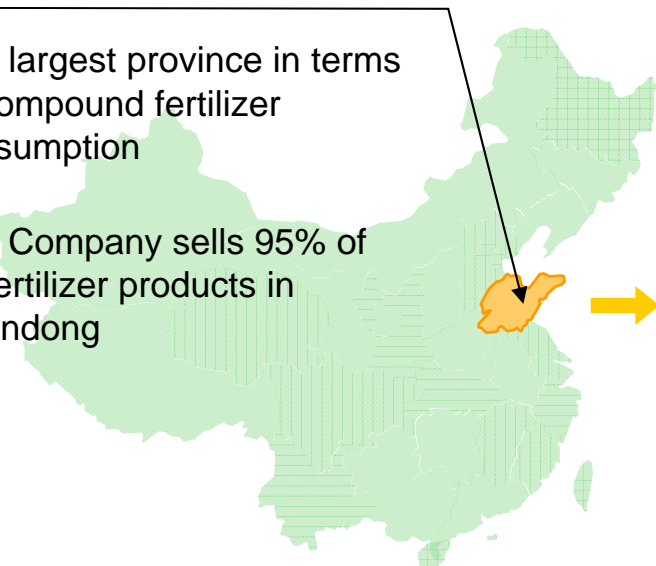 largest province in terms
ompound fertilizer
sumption
Company sells 95% of
ertilizer products in
ndong